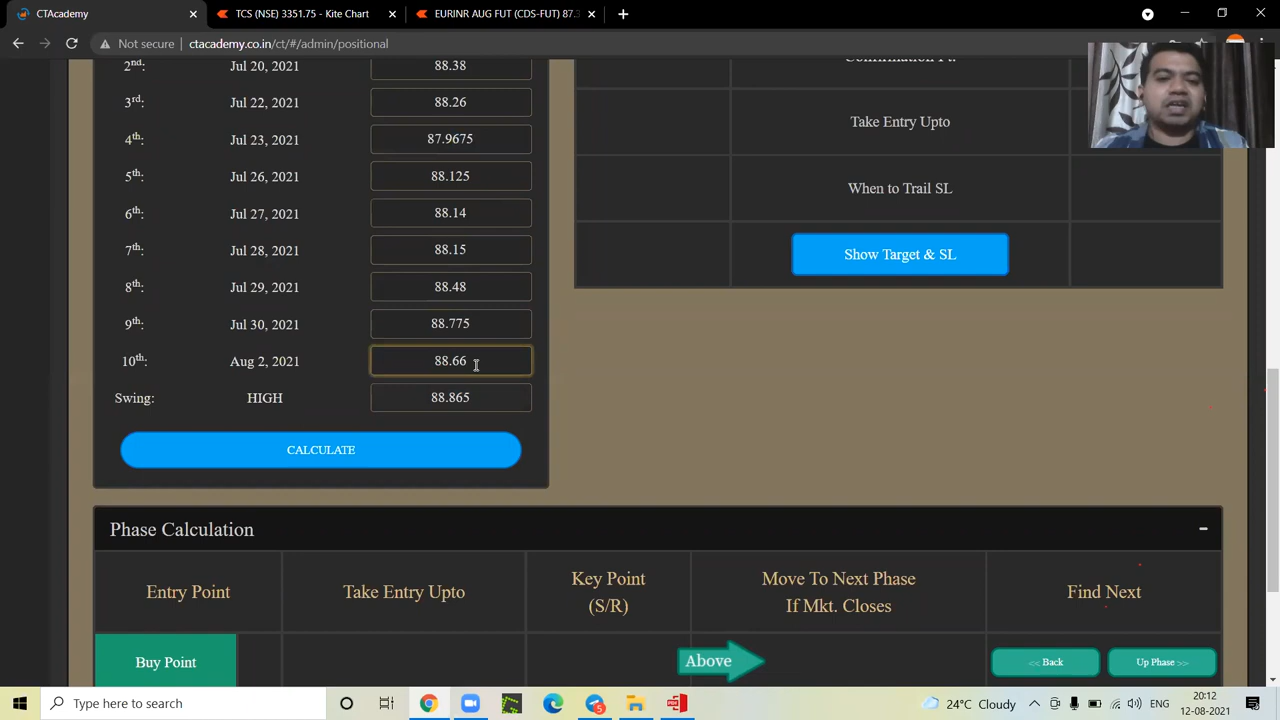 CTAcademy
TCS (NSE) 3351.75 - Kite Chart
EURINR AUG FUT (CDS-FUT) 87.3
Not secure
ctacademy.co.in/ct/#/admin/positional
2nd: Jul 20, 2021 88.38
3rd: Jul 22, 2021 88.26
4th: Jul 23, 2021 87.9675
5th: Jul 26, 2021 88.125
6th: Jul 27, 2021 88.14
7th: Jul 28, 2021 88.15
8th: Jul 29, 2021 88.48
9th: Jul 30, 2021 88.775
10th: Aug 2, 2021 88.66
Swing: HIGH 88.865
CALCULATE
Confirmation Pt.
Take Entry Upto
When to Trail SL
Show Target & SL
Phase Calculation
Entry Point
Take Entry Upto
Key Point
(S/R)
Move To Next Phase
If Mkt. Closes
Find Next
Buy Point
Above
<< Back
Up Phase >>
Type here to search
5
24°C Cloudy
ENG
20:12
12-08-2021